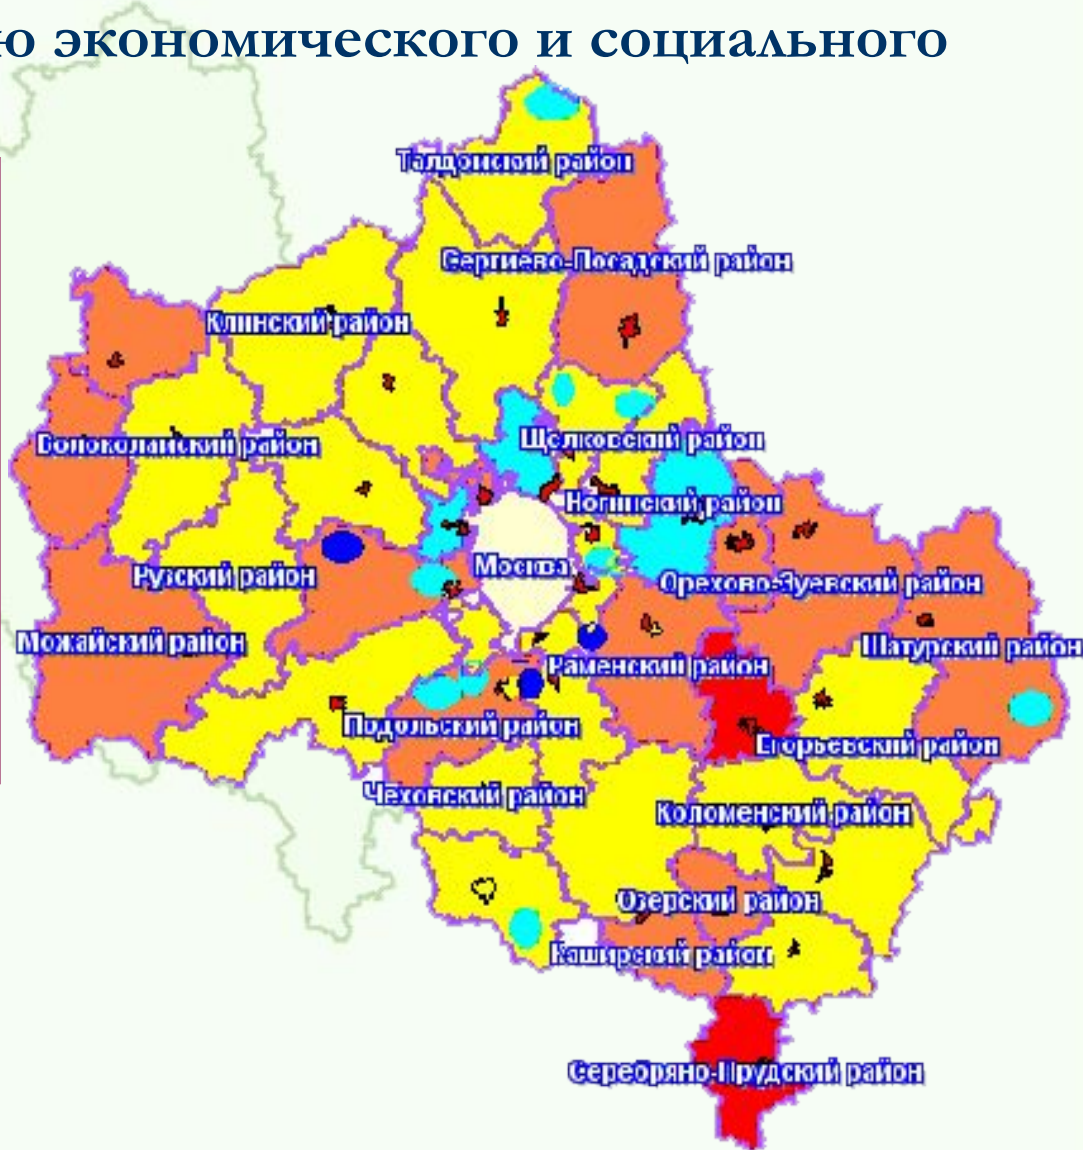 ю экономического и социального
Талдомский район
Сергиево-Посадский район
Клинский район
Щелковский район
Волоколамский район
Ногинский район
Москва
Рузский район
Орехово-Зуевский район
Можайский район
Шатурский район
Раменский район
Подольский район
Егорьевский район
Чеховский район
Коломенский район
Озерский район
Каширский район
Серебряно-Прудский район